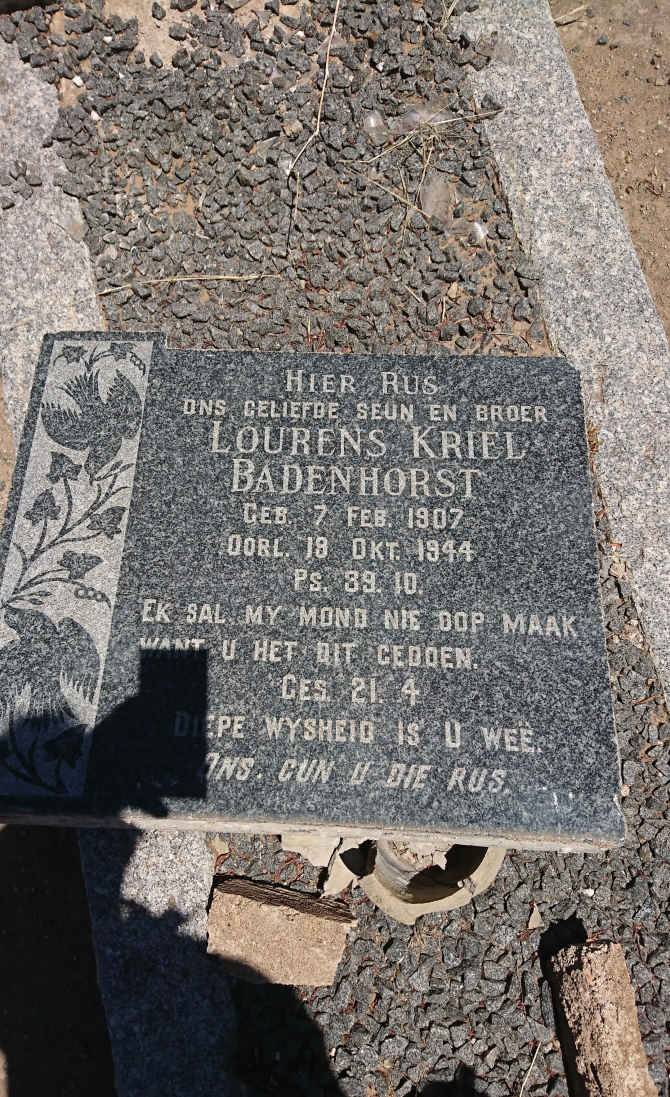 HIER RUS
ONS GELIEFDE SEUN EN BROER
LOURENS KRIEL
BADENHORST
GEB. 7 FEB. 1907
OORL. 18 OKT. 1944
PS. 39. 10.
EK SAL MY MOND NIE OOP MAAK
WANT U HET DIT GEDOEN.
GES. 21. 4
DIEPE WYSHEID IS U WEË.
ONS. GUN U DIE RUS.